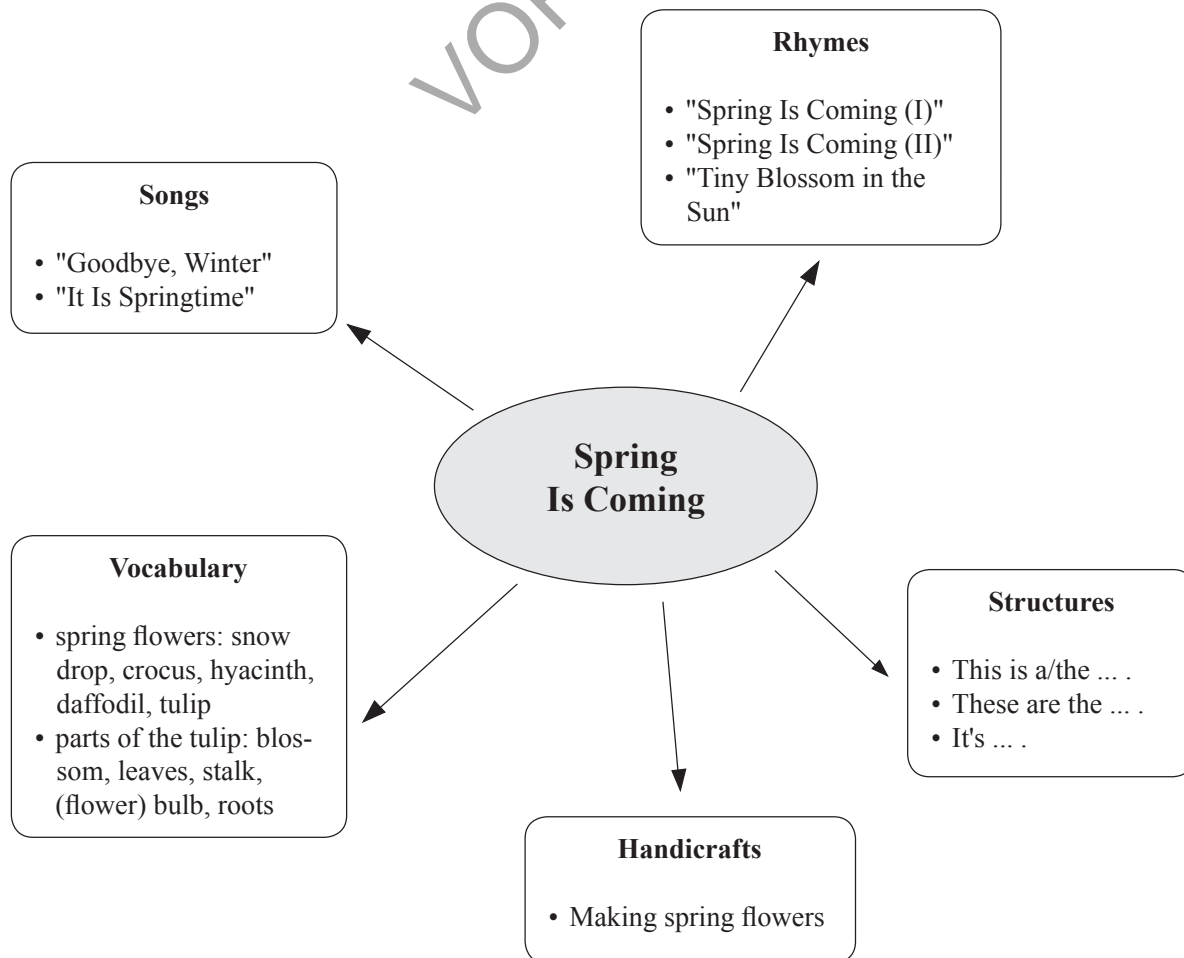 Rhymes
• "Spring Is Coming (I)"
• "Spring Is Coming (II)"
• "Tiny Blossom in the
Sun"
Songs
• "Goodbye, Winter"
• "It Is Springtime"
Spring
Is Coming
Vocabulary
• spring flowers: snow
drop, crocus, hyacinth,
daffodil, tulip
• parts of the tulip: blos-
som, leaves, stalk,
(flower) bulb, roots
Structures
• This is a/the ... .
• These are the ... .
• It's ... .
Handicrafts
• Making spring flowers